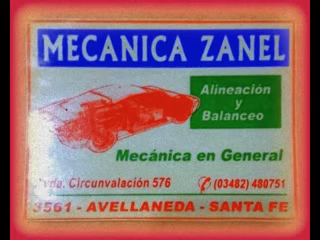 MECANICA ZANEL
Alineación
y
Balanceo
Mecánica en General
Circunvalación 576
(03482) 480751
3561 - AVELLANEDA - SANTA FE